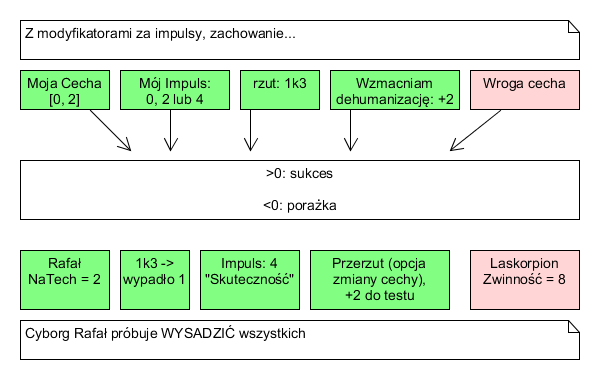 Z modyfikatorami za impulsy, zachowanie...
Moja Cecha
[0, 2]
Mój Impuls:
0, 2 lub 4
rzut: 1k3
Wzmacniam
dehumanizację: +2
Wroga cecha
>0: sukces
<0: porażka
Rafał
NaTech = 2
1k3 ->
wypadło 1
Impuls: 4
"Skuteczność"
Przerzut (opcja
zmiany cechy),
+2 do testu
Laskorpion
Zwinność = 8
Cyborg Rafał próbuje WYSADZIĆ wszystkich